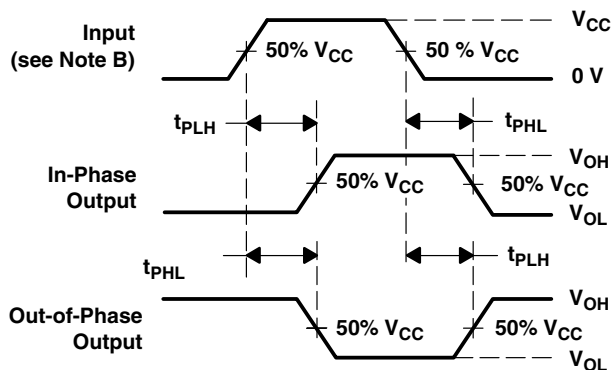 Input
(see Note B)
50% VCC
50 % VCC
VCC
0 V
tPLH
tPHL
In-Phase
Output
50% VCC
50% VCC
VOH
VOL
tPHL
tPLH
Out-of-Phase
Output
50% VCC
50% VCC
VOH
VOL